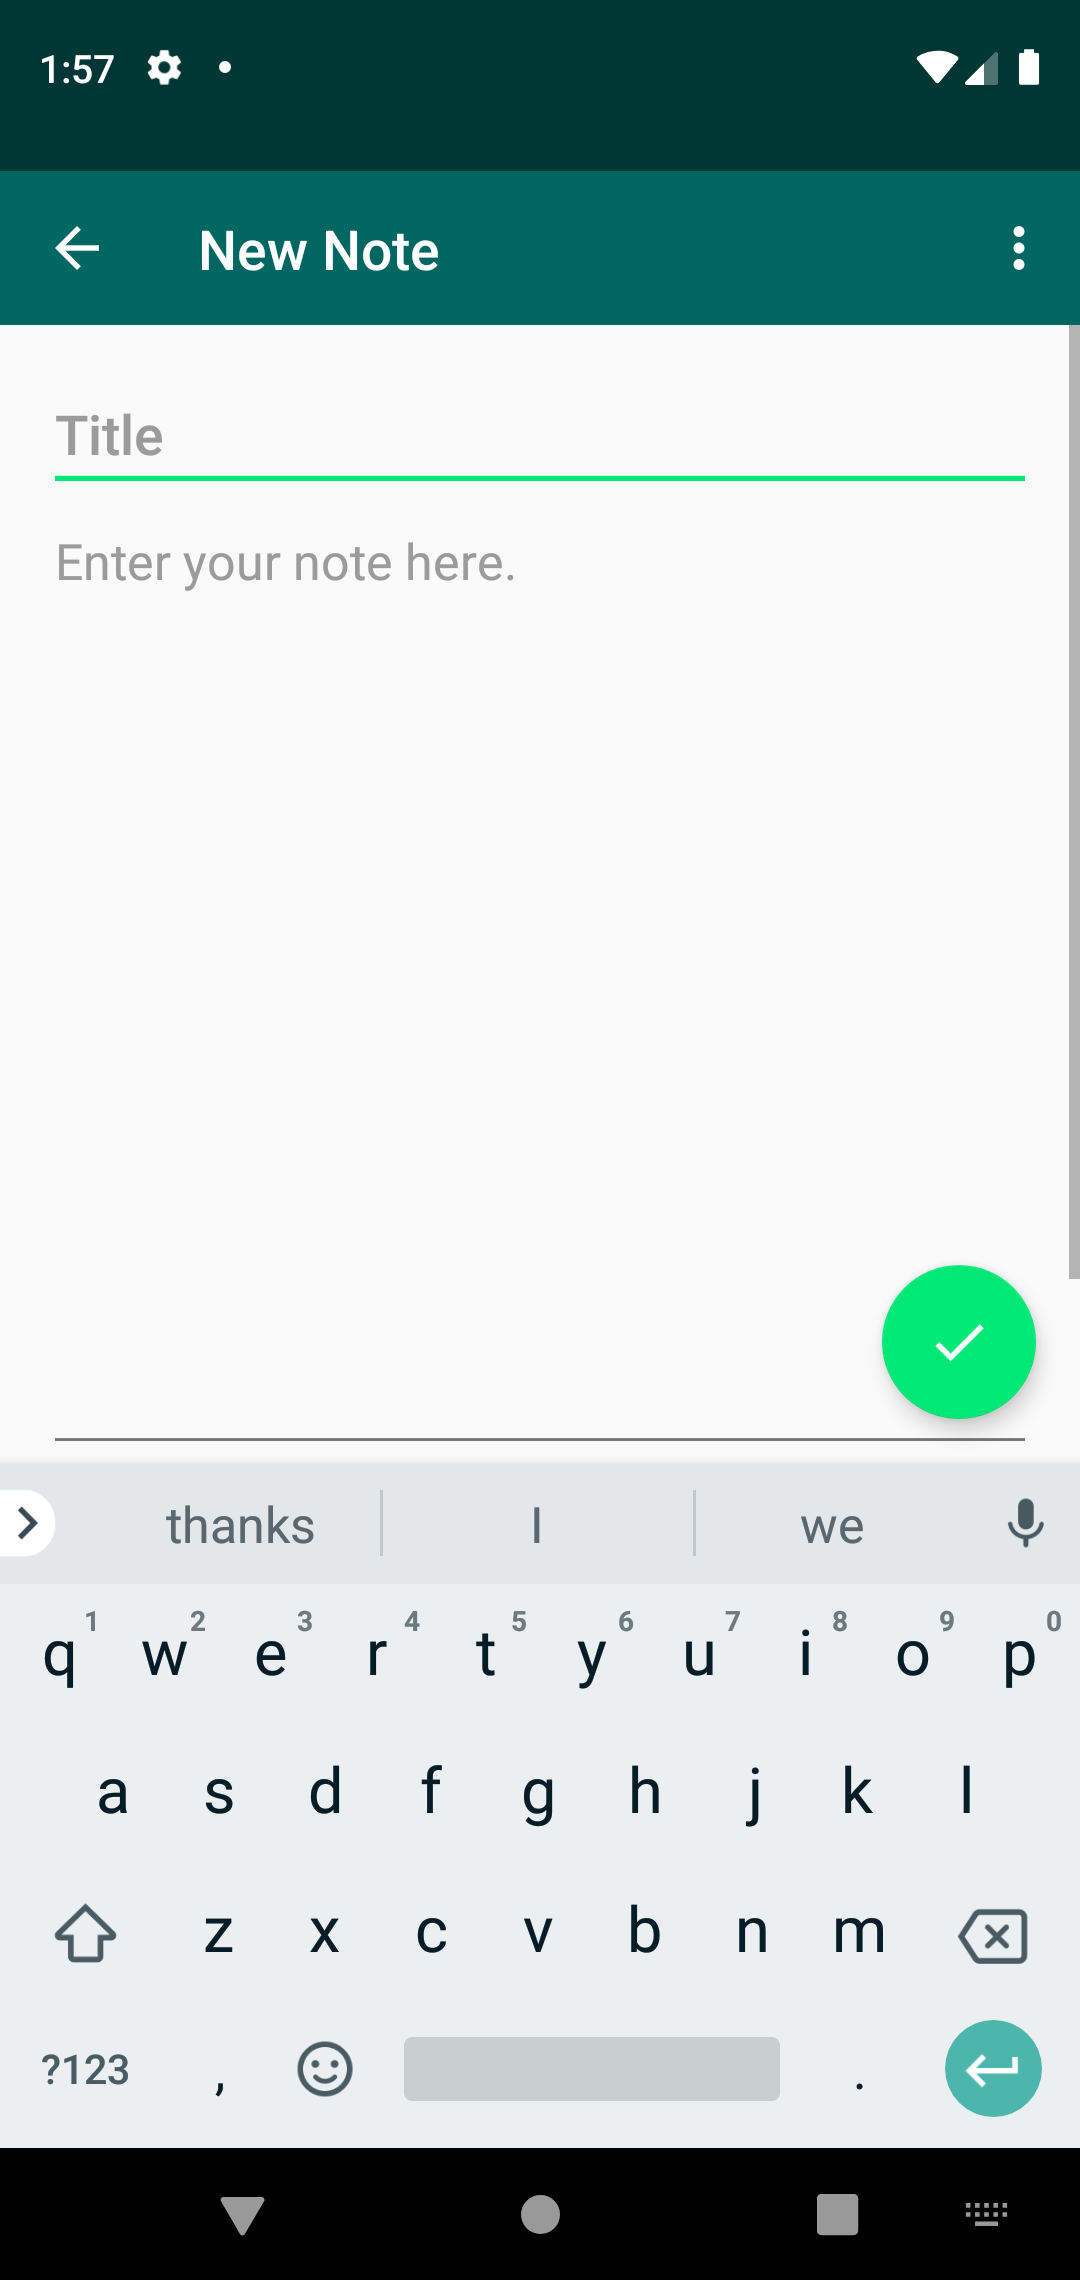 1:57
New Note
Title
Enter your note here.
thanks I we
1 2 3 4 5 6 7 8 9 0
q w e r t y u i o p
a s d f g h j k l
z x c v b n m
?123 , .